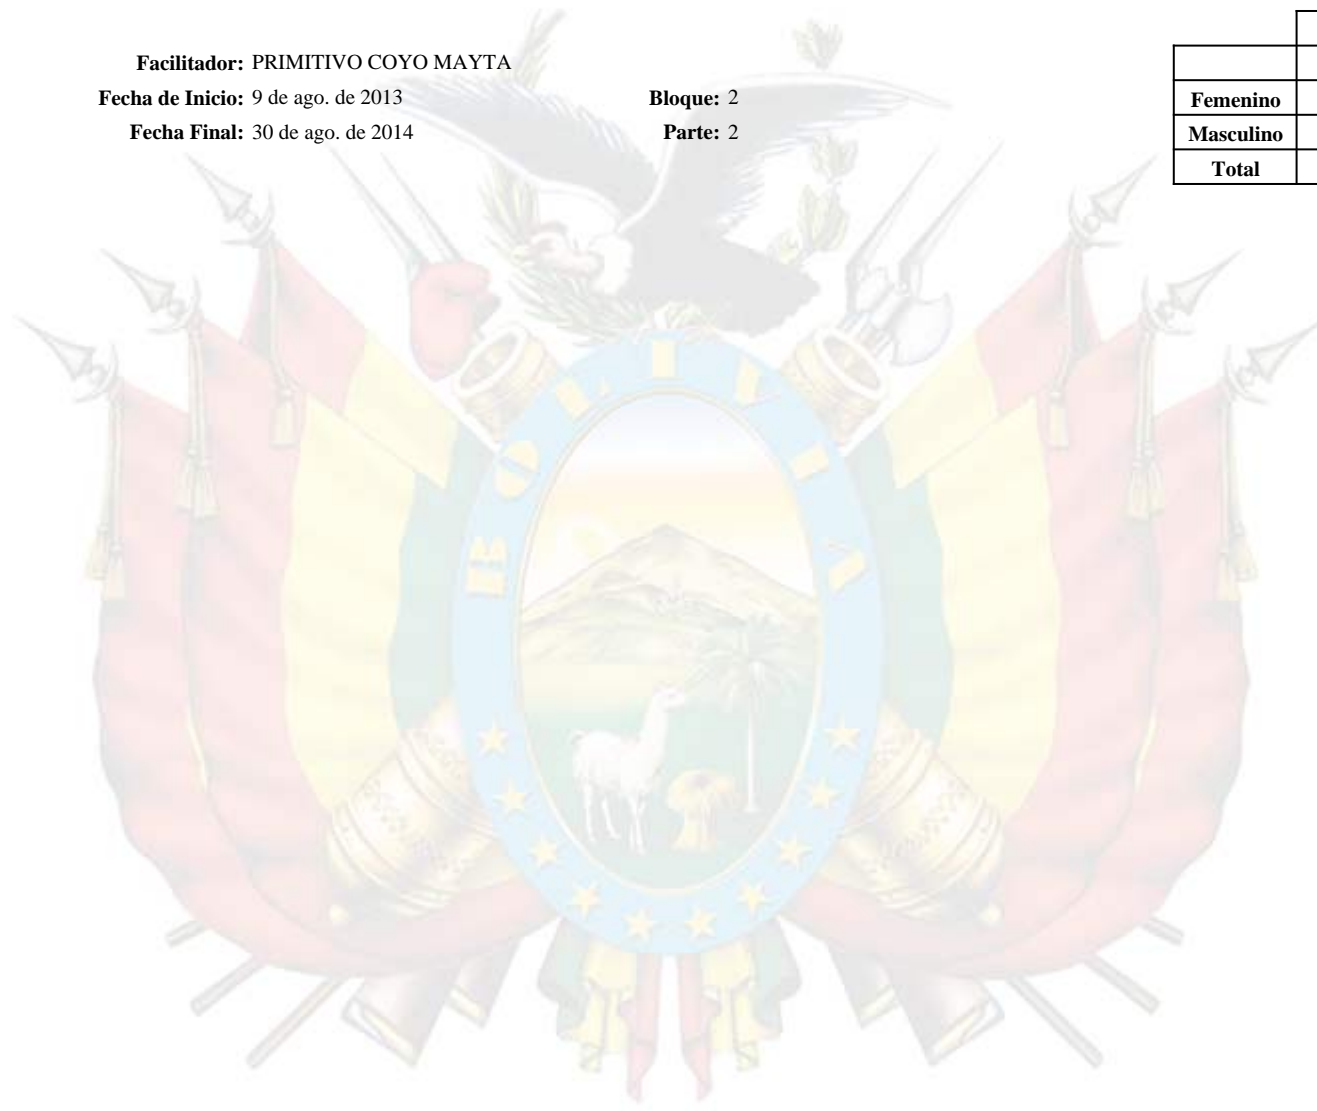 Facilitador: PRIMITIVO COYO MAYTA
Fecha de Inicio: 9 de ago. de 2013 Bloque: 2
Fecha Final: 30 de ago. de 2014 Parte: 2
Femenino
Masculino
Total
BOLIVIA